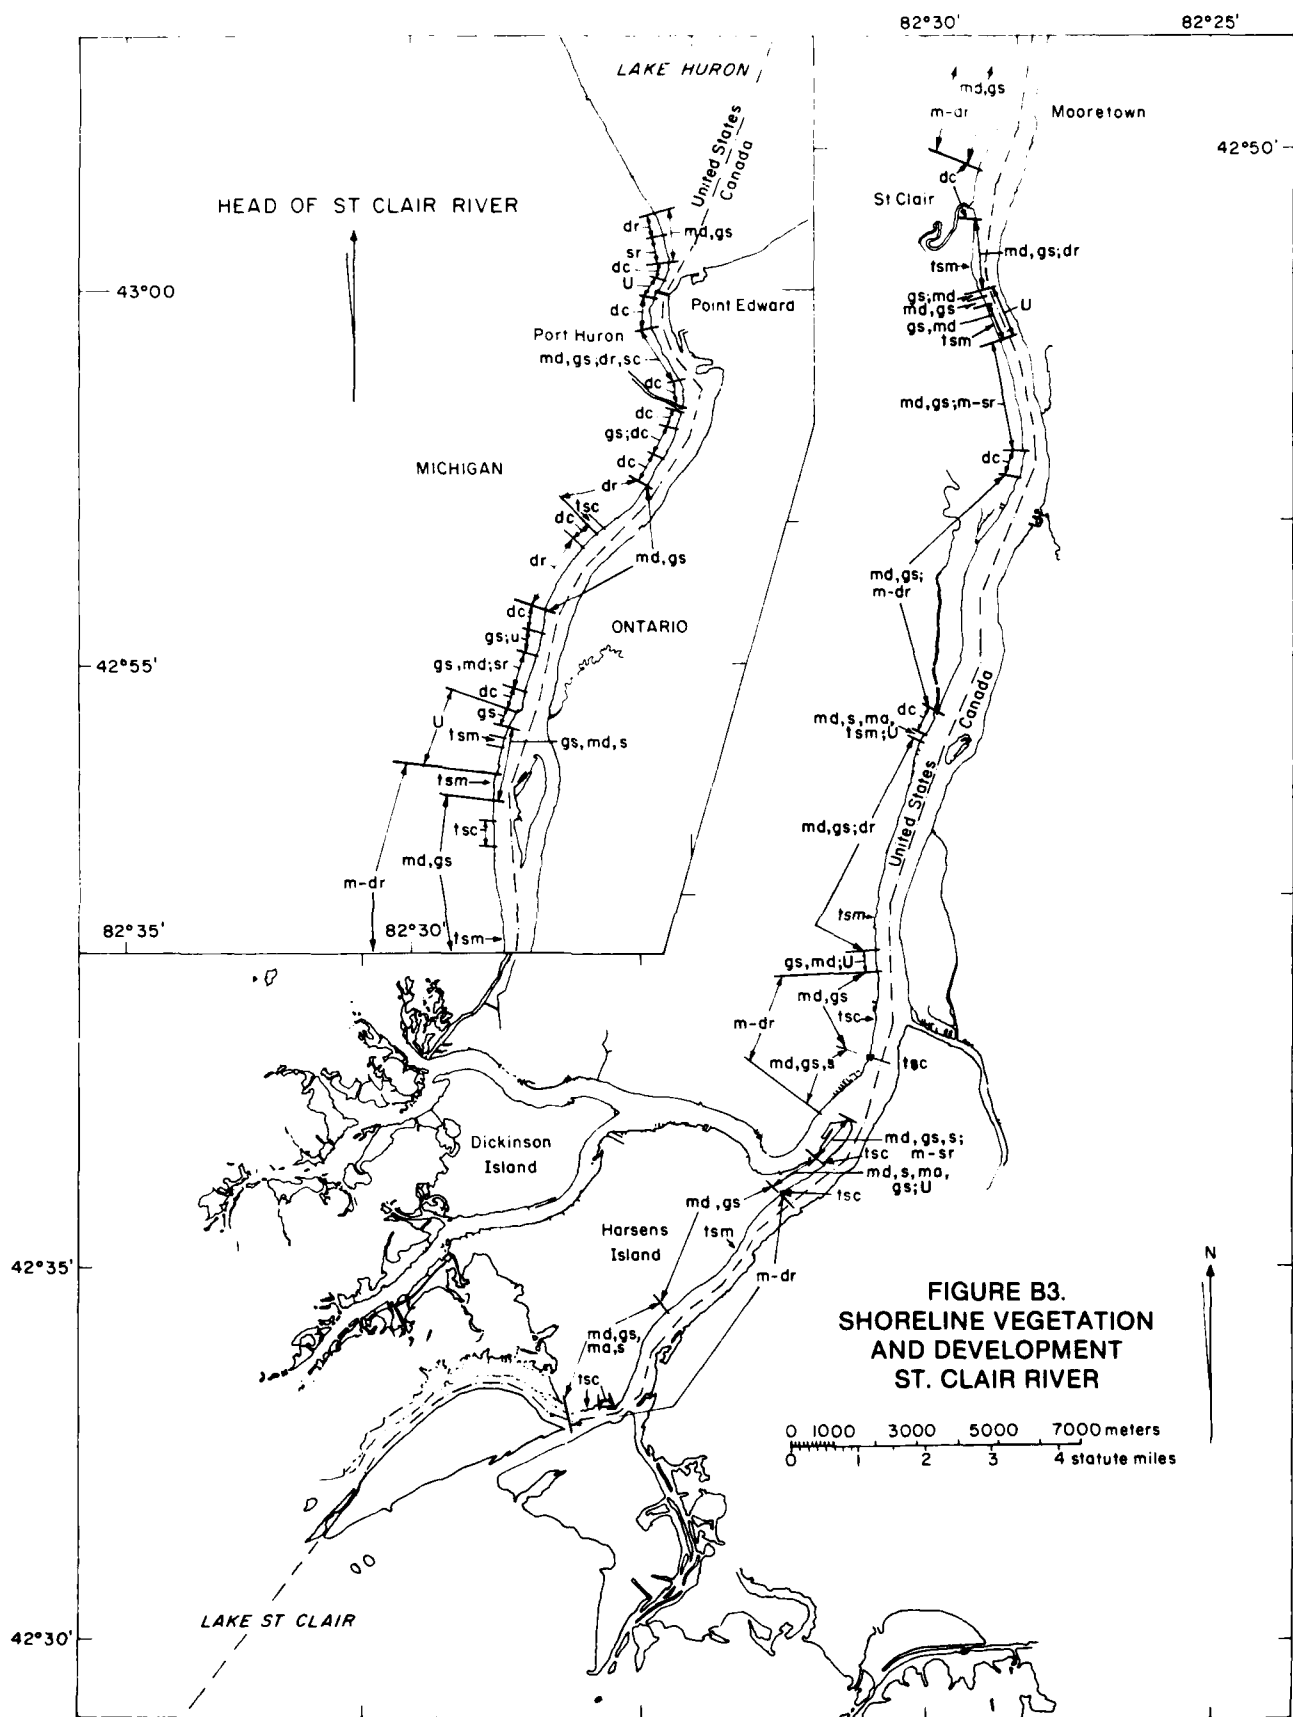 82°30'
82°25'
LAKE HURON
md,gs
m-dr
Mooretown
42°50'
United States
Canada
dc
St Clair
HEAD OF ST CLAIR RIVER
dr
md,gs
sr
dc
U
md,gs;dr
tsm
43°00
Point Edward
dc
gs;md
md,gs
U
gs,md
tsm
Port Huron
md,gs;dr,sc
dc
dc
gs;dc
md,gs;m-sr
MICHIGAN
dc
dc
dr
tsc
dc
dr
md,gs
md,gs;
m-dr
dc
gs;u
ONTARIO
42°55'
gs,md;sr
dc
gs
U
tsm
gs,md,s
dc
md,s,ma,
tsm;U
Canada
United States
tsm
tsc
md,gs
m-dr
md,gs;dr
82°35'
82°30'
tsm
tsm
gs,md;U
md,gs
tsc
m-dr
md,gs,s
tsc
Dickinson
Island
md,gs,s;
tsc m-sr
md,s,ma,
gs;U
tsc
md,gs
Harsens
Island
tsm
m-dr
42°35'
N
FIGURE B3.
SHORELINE VEGETATION
AND DEVELOPMENT
ST. CLAIR RIVER
md,gs,
ma,s
tsc
0 1000 3000 5000 7000 meters
0 1 2 3 4 statute miles
LAKE ST CLAIR
42°30'